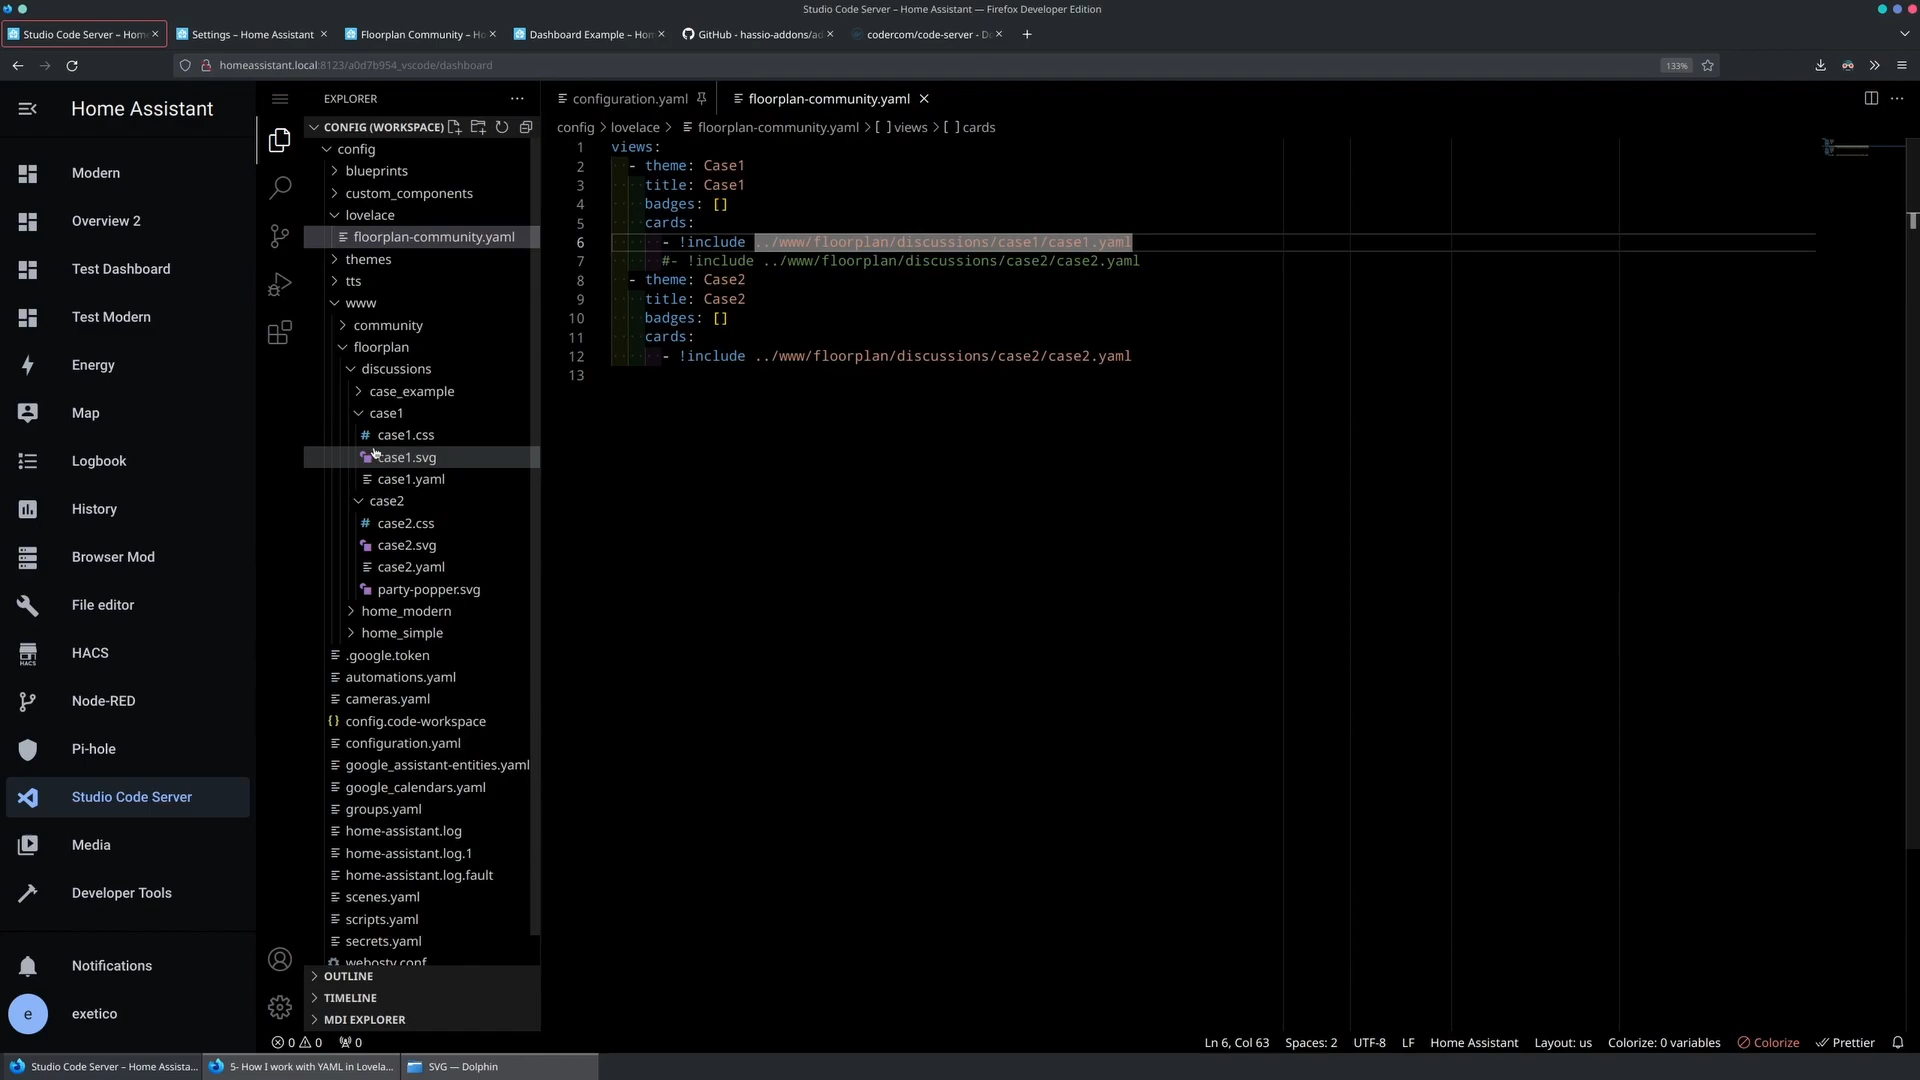 Studio Code Server – Home Assistant — Firefox Developer Edition
Studio Code Server – Home
Settings – Home Assistant
Floorplan Community – Ho
Dashboard Example – Hom
GitHub - hassio-addons/ad
codercom/code-server - Do
homeassistant.local:8123/a0d7b954_vscode/dashboard
133%
Home Assistant
Modern
Overview 2
Test Dashboard
Test Modern
Energy
Map
Logbook
History
Browser Mod
File editor
HACS
HACS
Node-RED
Pi-hole
Studio Code Server
Media
Developer Tools
Notifications
e
exetico
EXPLORER
CONFIG (WORKSPACE)
config
blueprints
custom_components
lovelace
floorplan-community.yaml
themes
tts
www
community
floorplan
discussions
case_example
case1
# case1.css
case1.svg
case1.yaml
case2
# case2.css
case2.svg
case2.yaml
party-popper.svg
home_modern
home_simple
.google.token
automations.yaml
cameras.yaml
{} config.code-workspace
configuration.yaml
google_assistant-entities.yaml
google_calendars.yaml
groups.yaml
home-assistant.log
home-assistant.log.1
home-assistant.log.fault
scenes.yaml
scripts.yaml
secrets.yaml
webostv.conf
OUTLINE
TIMELINE
MDI EXPLORER
configuration.yaml
floorplan-community.yaml
config > lovelace > floorplan-community.yaml > [ ] views > [ ] cards
1 views:
2 - theme: Case1
3 title: Case1
4 badges: []
5 cards:
6 - !include ../www/floorplan/discussions/case1/case1.yaml
7 #- !include ../www/floorplan/discussions/case2/case2.yaml
8 - theme: Case2
9 title: Case2
10 badges: []
11 cards:
12 - !include ../www/floorplan/discussions/case2/case2.yaml
13
0 0 0
Ln 6, Col 63 Spaces: 2 UTF-8 LF Home Assistant Layout: us Colorize: 0 variables Colorize Prettier
Studio Code Server – Home Assista...
5- How I work with YAML in Lovela...
SVG — Dolphin